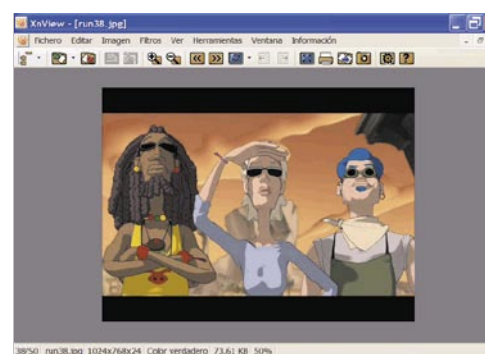 XnView - [run38.jpg]
Fichero Editar Imagen Filtros Ver Herramientas Ventana Información
38/50 run38.jpg 1024x768x24 Color verdadero 73.61 KB 50%